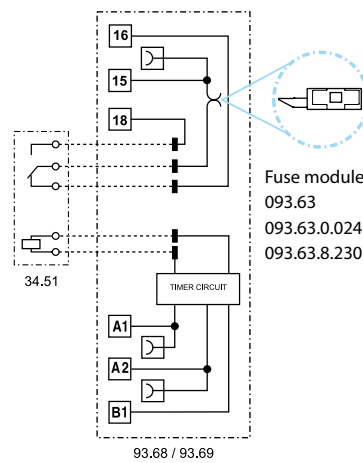 16
15
18
Fuse module
093.63
093.63.0.024
093.63.8.230
34.51
TIMER CIRCUIT
A1
A2
B1
93.68 / 93.69